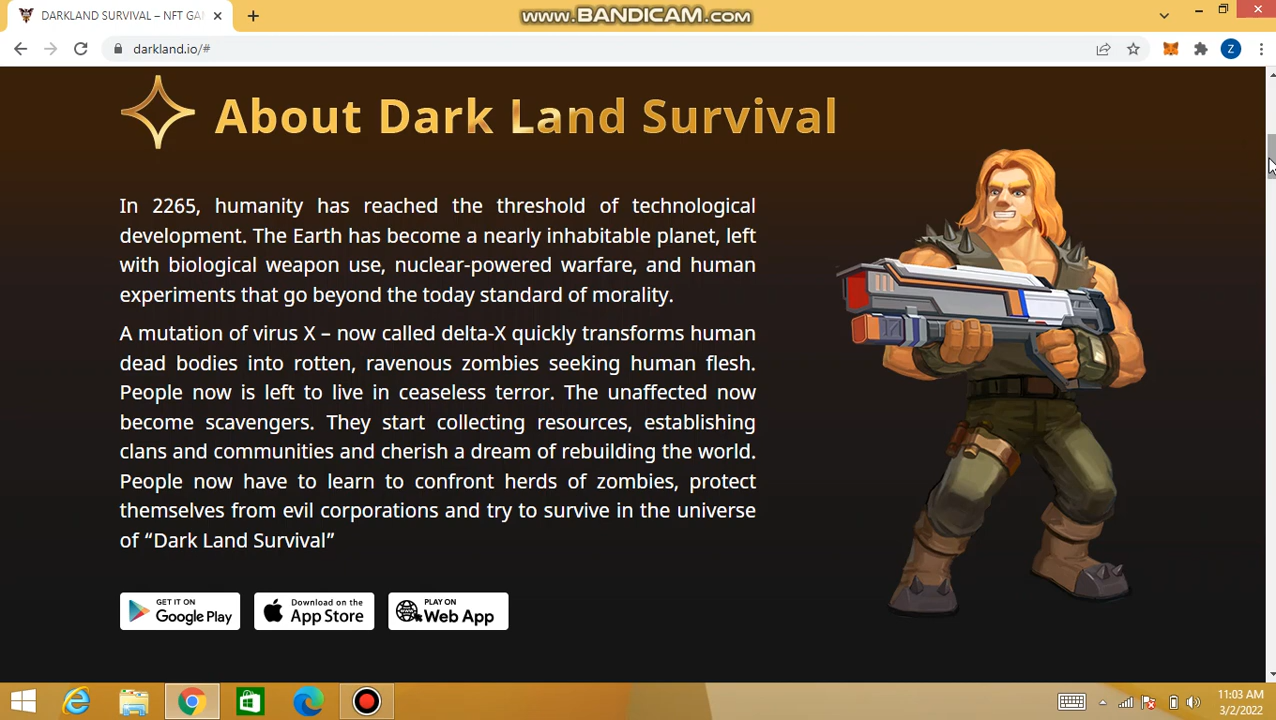 DARKLAND SURVIVAL – NFT GA
www.BANDICAM.com
darkland.io/#
Z
About Dark Land Survival
In 2265, humanity has reached the threshold of technological
development. The Earth has become a nearly inhabitable planet, left
with biological weapon use, nuclear-powered warfare, and human
experiments that go beyond the today standard of morality.
A mutation of virus X – now called delta-X quickly transforms human
dead bodies into rotten, ravenous zombies seeking human flesh.
People now is left to live in ceaseless terror. The unaffected now
become scavengers. They start collecting resources, establishing
clans and communities and cherish a dream of rebuilding the world.
People now have to learn to confront herds of zombies, protect
themselves from evil corporations and try to survive in the universe
of “Dark Land Survival”
GET IT ON
Google Play
Download on the
App Store
PLAY ON
Web App
11:03 AM
3/2/2022